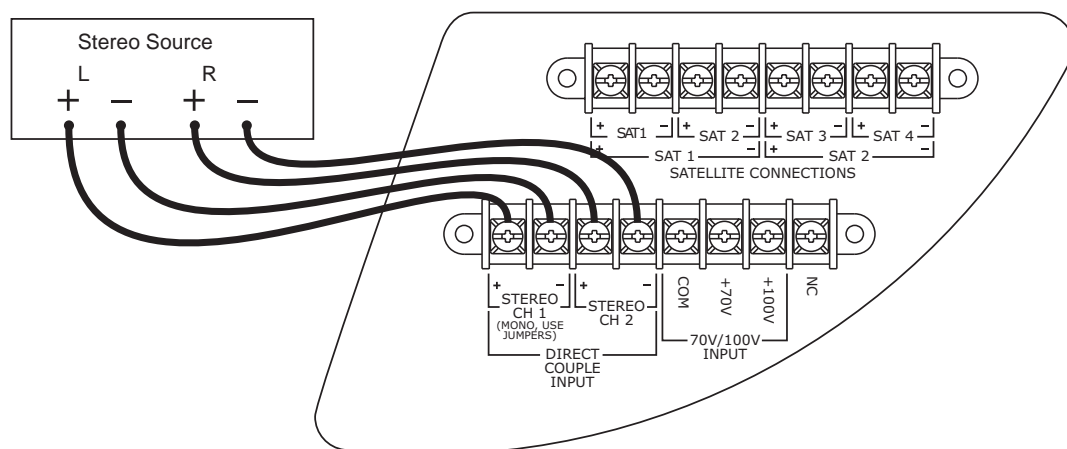 Stereo Source
L R
+ − + −
+ SAT1 − + SAT 2 − + SAT 3 − + SAT 4 −
+ SAT 1 − + SAT 2 −
SATELLITE CONNECTIONS
+ − + −
STEREO
CH 1
(MONO, USE
JUMPERS)
STEREO
CH 2
DIRECT
COUPLE
INPUT
COM
+70V
+100V
70V/100V
INPUT
NC